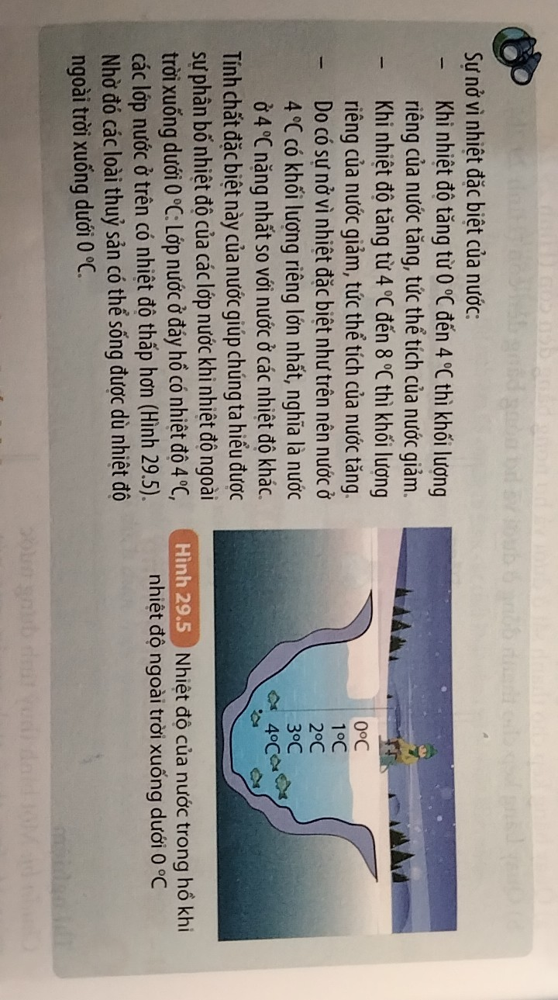 Sự nở vì nhiệt đặc biệt của nước:
– Khi nhiệt độ tăng từ 0 °C đến 4 °C thì khối lượng
riêng của nước tăng, tức thể tích của nước giảm.
– Khi nhiệt độ tăng từ 4 °C đến 8 °C thì khối lượng
riêng của nước giảm, tức thể tích của nước tăng.
– Do có sự nở vì nhiệt đặc biệt như trên nên nước ở
4 °C có khối lượng riêng lớn nhất, nghĩa là nước
ở 4 °C nặng nhất so với nước ở các nhiệt độ khác.
Tính chất đặc biệt này của nước giúp chúng ta hiểu được
sự phân bố nhiệt độ của các lớp nước khi nhiệt độ ngoài
trời xuống dưới 0 °C: Lớp nước ở đáy hồ có nhiệt độ 4 °C,
các lớp nước ở trên có nhiệt độ thấp hơn (Hình 29.5).
Nhờ đó các loài thuỷ sản có thể sống được dù nhiệt độ
ngoài trời xuống dưới 0 °C.
0°C
1°C
2°C
3°C
4°C
Hình 29.5 Nhiệt độ của nước trong hồ khi
nhiệt độ ngoài trời xuống dưới 0 °C